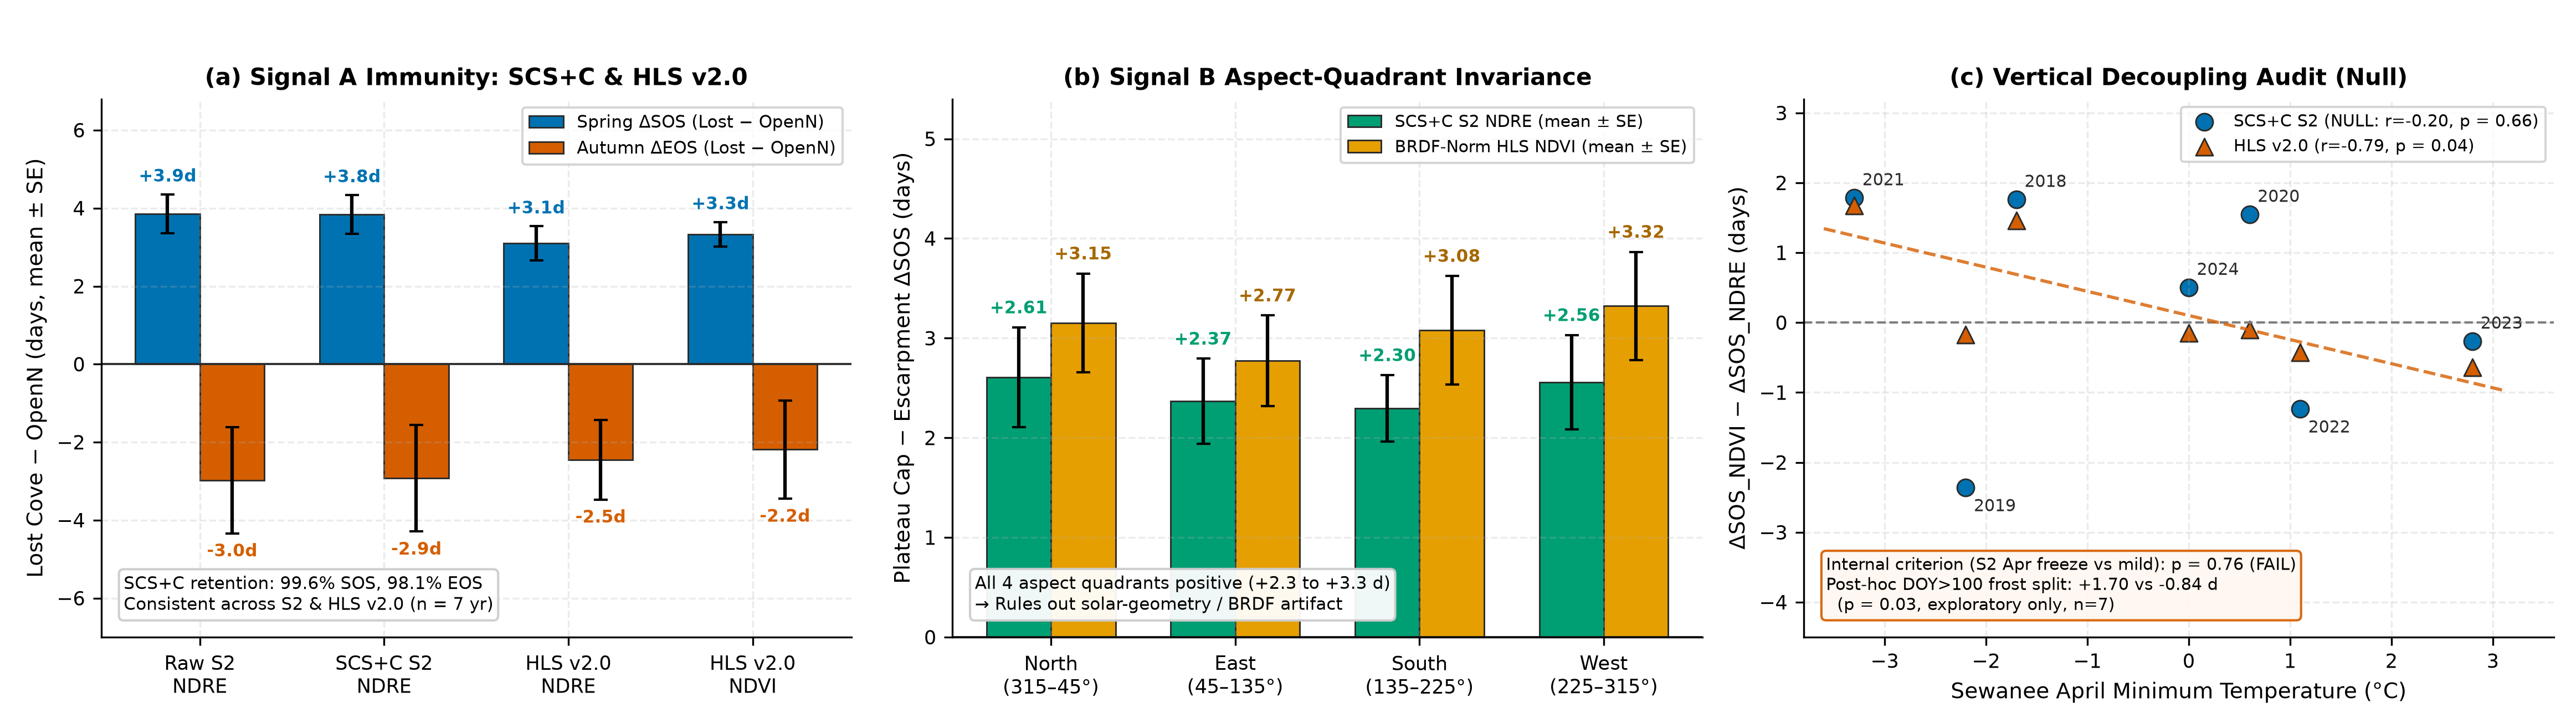 (a) Signal A Immunity: SCS+C & HLS v2.0
Lost Cove − OpenN (days, mean ± SE)
6
4
2
0
−2
−4
−6
Spring ΔSOS (Lost − OpenN)
Autumn ΔEOS (Lost − OpenN)
+3.9d
+3.8d
+3.1d
+3.3d
-3.0d
-2.9d
-2.5d
-2.2d
SCS+C retention: 99.6% SOS, 98.1% EOS
Consistent across S2 & HLS v2.0 (n = 7 yr)
Raw S2
NDRE
SCS+C S2
NDRE
HLS v2.0
NDRE
HLS v2.0
NDVI
(b) Signal B Aspect-Quadrant Invariance
Plateau Cap − Escarpment ΔSOS (days)
5
4
3
2
1
0
SCS+C S2 NDRE (mean ± SE)
BRDF-Norm HLS NDVI (mean ± SE)
+2.61
+3.15
+2.37
+2.77
+2.30
+3.08
+2.56
+3.32
All 4 aspect quadrants positive (+2.3 to +3.3 d)
→ Rules out solar-geometry / BRDF artifact
North
(315–45°)
East
(45–135°)
South
(135–225°)
West
(225–315°)
(c) Vertical Decoupling Audit (Null)
ΔSOS_NDVI − ΔSOS_NDRE (days)
3
2
1
0
−1
−2
−3
−4
SCS+C S2 (NULL: r=-0.20, p = 0.66)
HLS v2.0 (r=-0.79, p = 0.04)
2021
2018
2020
2024
2023
2022
2019
Internal criterion (S2 Apr freeze vs mild): p = 0.76 (FAIL)
Post-hoc DOY>100 frost split: +1.70 vs -0.84 d
(p = 0.03, exploratory only, n=7)
−3
−2
−1
0
1
2
3
Sewanee April Minimum Temperature (°C)